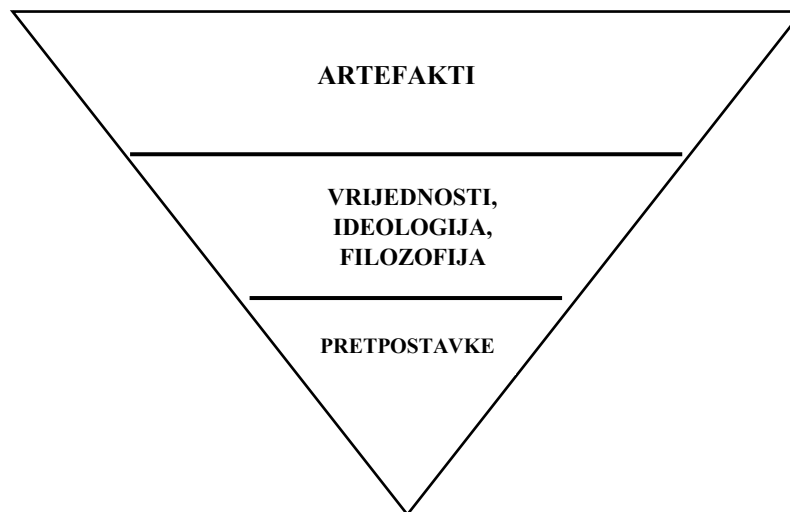 ARTEFAKTI
VRIJEDNOSTI,
IDEOLOGIJA,
FILOZOFIJA
PRETPOSTAVKE